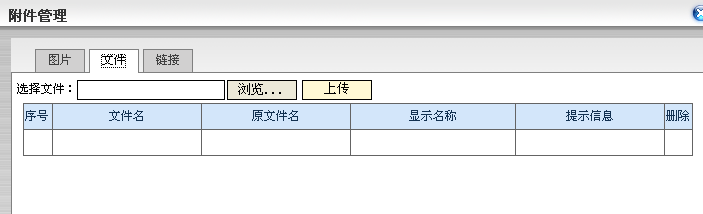 附件管理
图片 文件 链接
选择文件： 浏览... 上传
序号 文件名 原文件名 显示名称 提示信息 删除